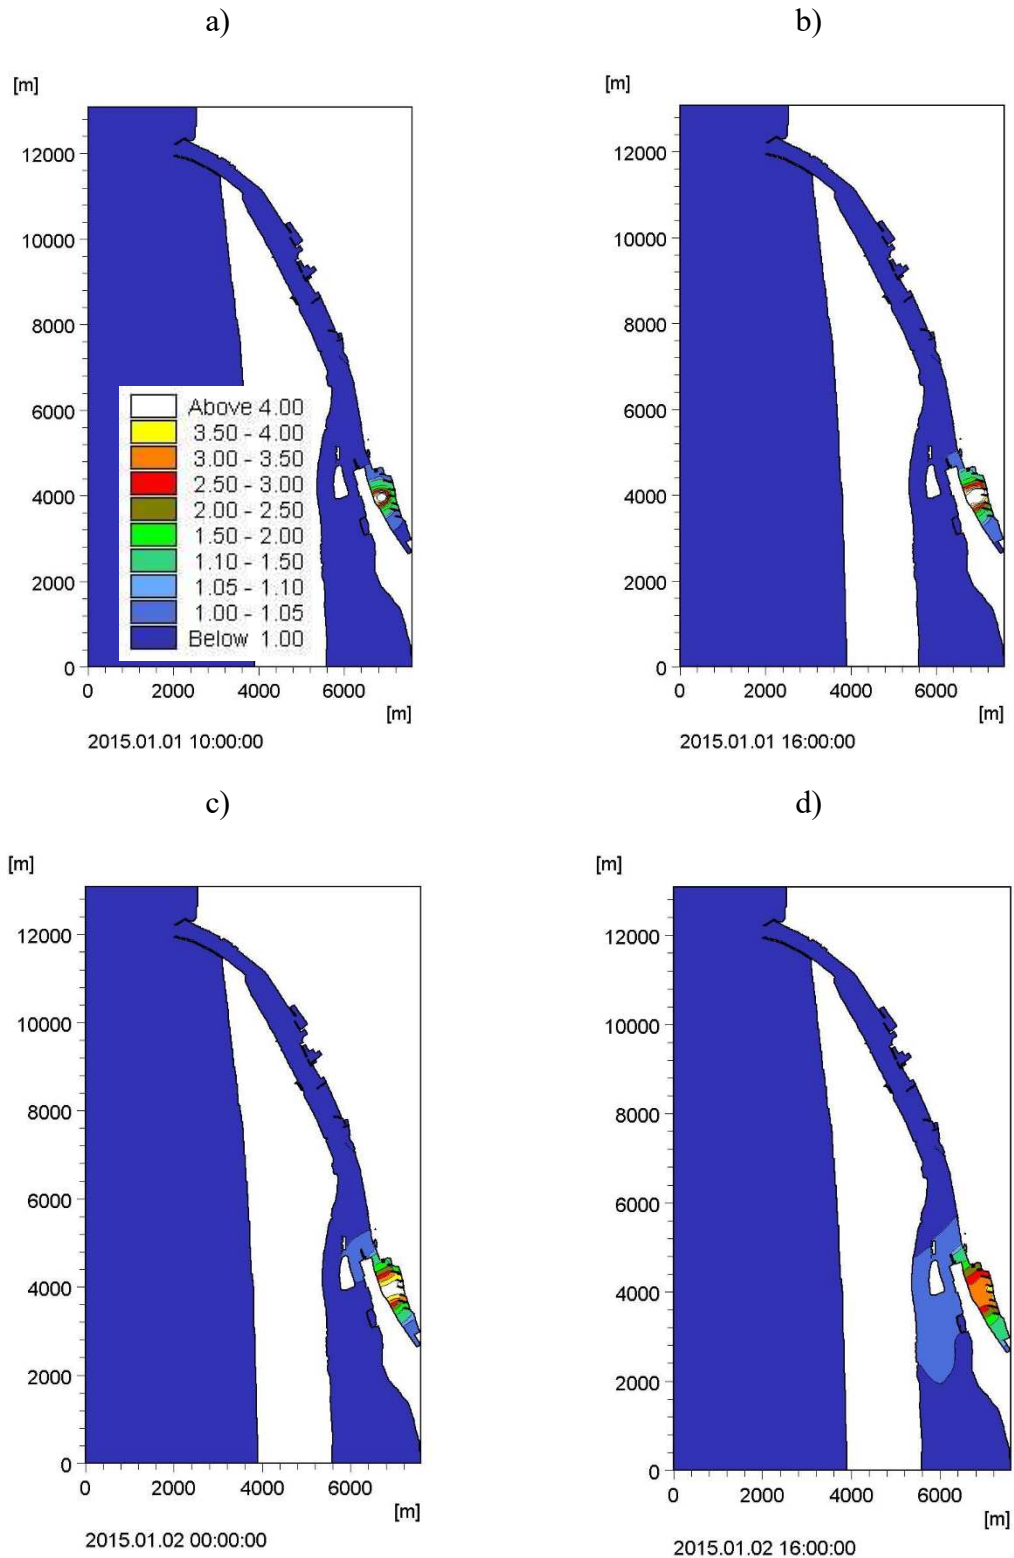 a)
[m]
12000
10000
8000
6000
4000
2000
0
Above 4.00
3.50 - 4.00
3.00 - 3.50
2.50 - 3.00
2.00 - 2.50
1.50 - 2.00
1.10 - 1.50
1.05 - 1.10
1.00 - 1.05
Below 1.00
0 2000 4000 6000
[m]
2015.01.01 10:00:00
b)
[m]
12000
10000
8000
6000
4000
2000
0
0 2000 4000 6000
[m]
2015.01.01 16:00:00
c)
[m]
12000
10000
8000
6000
4000
2000
0
0 2000 4000 6000
[m]
2015.01.02 00:00:00
d)
[m]
12000
10000
8000
6000
4000
2000
0
0 2000 4000 6000
[m]
2015.01.02 16:00:00